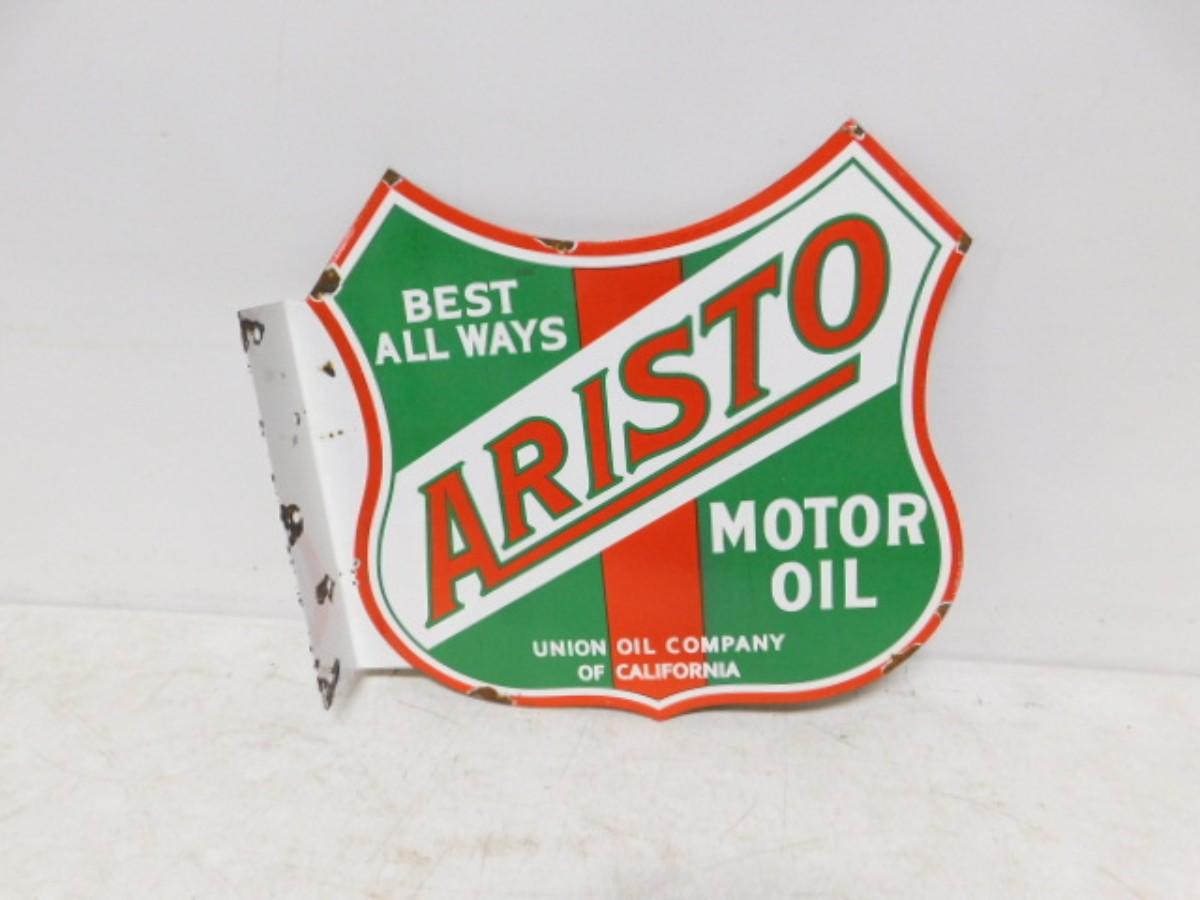 BEST
ALL WAYS
ARISTO
MOTOR
OIL
UNION OIL COMPANY
OF CALIFORNIA